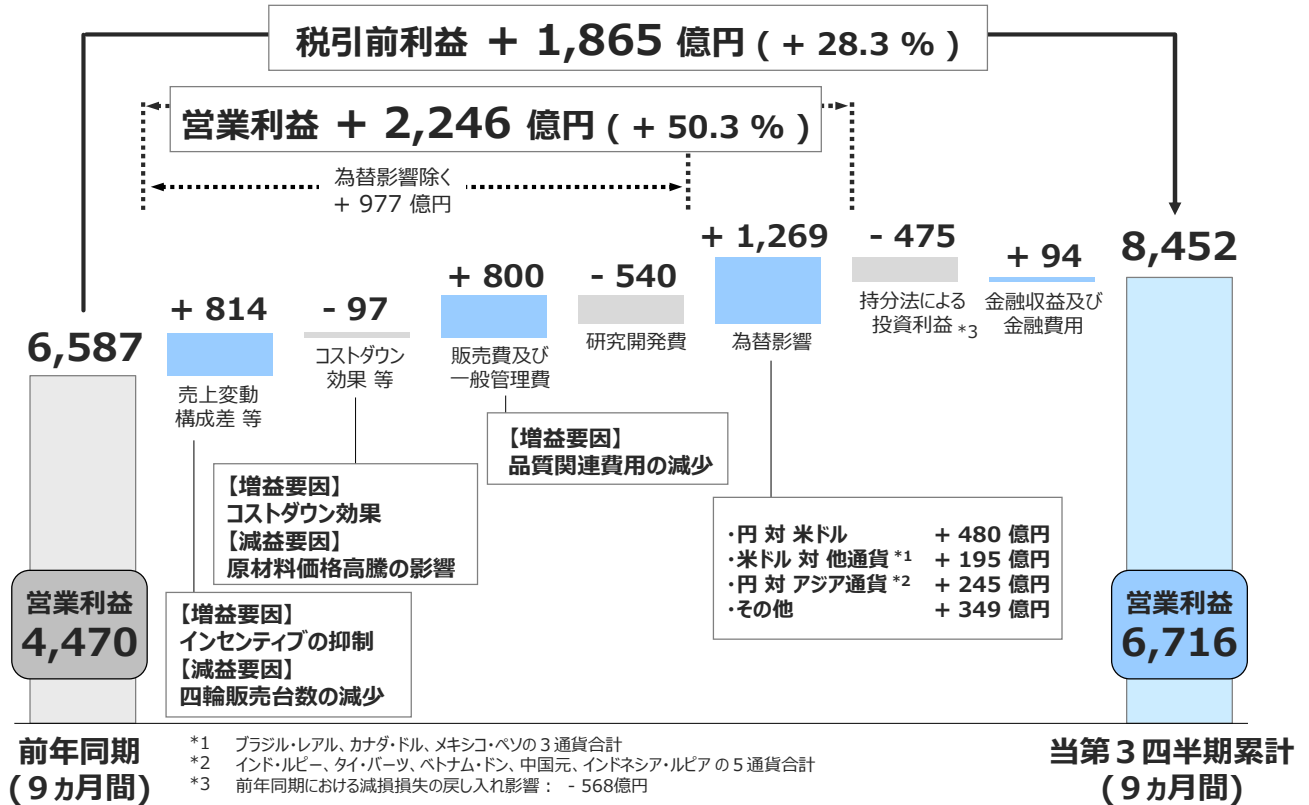 税引前利益 + 1,865 億円 ( + 28.3 % )
営業利益 + 2,246 億円 ( + 50.3 % )
為替影響除く
+ 977 億円
6,587
+ 814
売上変動
構成差 等
- 97
コストダウン
効果 等
+ 800
販売費及び
一般管理費
- 540
研究開発費
+ 1,269
為替影響
- 475
持分法による
投資利益 *3
+ 94
金融収益及び
金融費用
8,452
【増益要因】
品質関連費用の減少
【増益要因】
コストダウン効果
【減益要因】
原材料価格高騰の影響
【増益要因】
インセンティブの抑制
【減益要因】
四輪販売台数の減少
・円 対 米ドル + 480 億円
・米ドル 対 他通貨 *1 + 195 億円
・円 対 アジア通貨 *2 + 245 億円
・その他 + 349 億円
営業利益
4,470
営業利益
6,716
前年同期
(9ヵ月間)
当第3四半期累計
(9ヵ月間)
*1 ブラジル・レアル、カナダ・ドル、メキシコ・ペソの3通貨合計
*2 インド・ルピー、タイ・バーツ、ベトナム・ドン、中国元、インドネシア・ルピア の5通貨合計
*3 前年同期における減損損失の戻し入れ影響： - 568億円